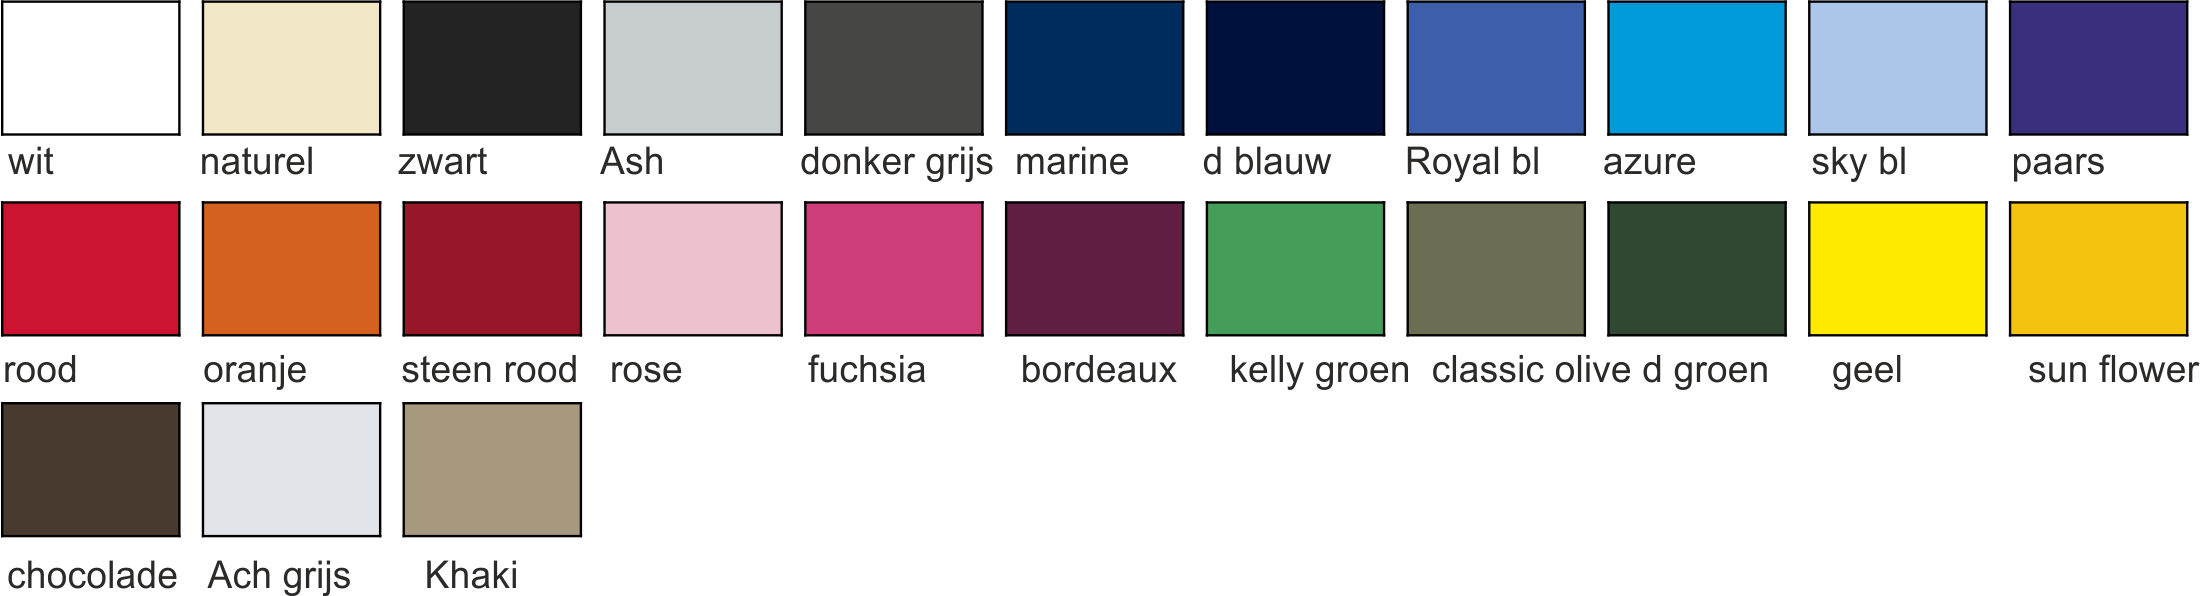 wit naturel zwart Ash donker grijs marine d blauw Royal bl azure sky bl paars
rood oranje steen rood rose fuchsia bordeaux kelly groen classic olive d groen geel sun flower
chocolade Ach grijs Khaki